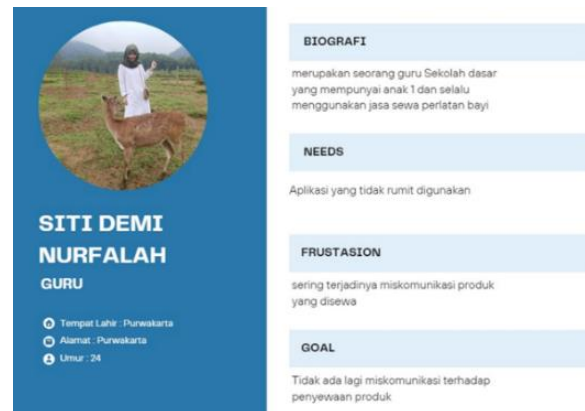 SITI DEMI
NURFALAH
GURU
Tempat Lahir : Purwakarta
Alamat : Purwakarta
Umur : 24
BIOGRAFI
merupakan seorang guru Sekolah dasar
yang mempunyai anak 1 dan selalu
menggunakan jasa sewa perlatan bayi
NEEDS
Aplikasi yang tidak rumit digunakan
FRUSTASION
sering terjadinya miskomunikasi produk
yang disewa
GOAL
Tidak ada lagi miskomunikasi terhadap
penyewaan produk